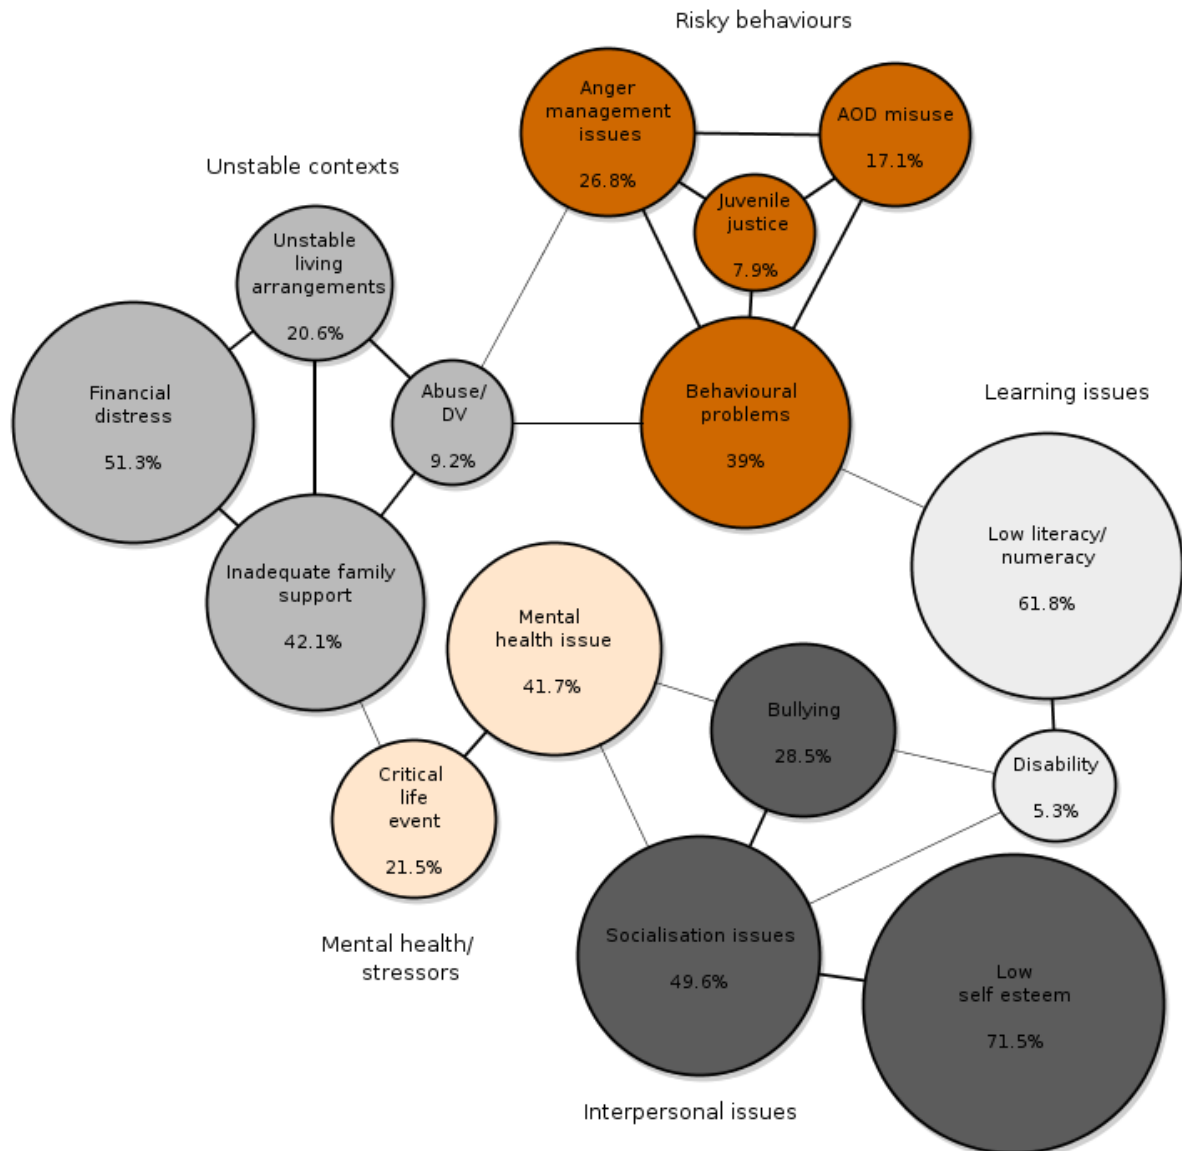 Risky behaviours
Anger
management
issues
26.8%
AOD misuse
17.1%
Juvenile
justice
7.9%
Behavioural
problems
39%
Unstable contexts
Unstable
living
arrangements
20.6%
Financial
distress
51.3%
Abuse/
DV
9.2%
Inadequate family
support
42.1%
Learning issues
Low literacy/
numeracy
61.8%
Disability
5.3%
Mental
health issue
41.7%
Critical
life
event
21.5%
Mental health/
stressors
Bullying
28.5%
Socialisation issues
49.6%
Low
self esteem
71.5%
Interpersonal issues